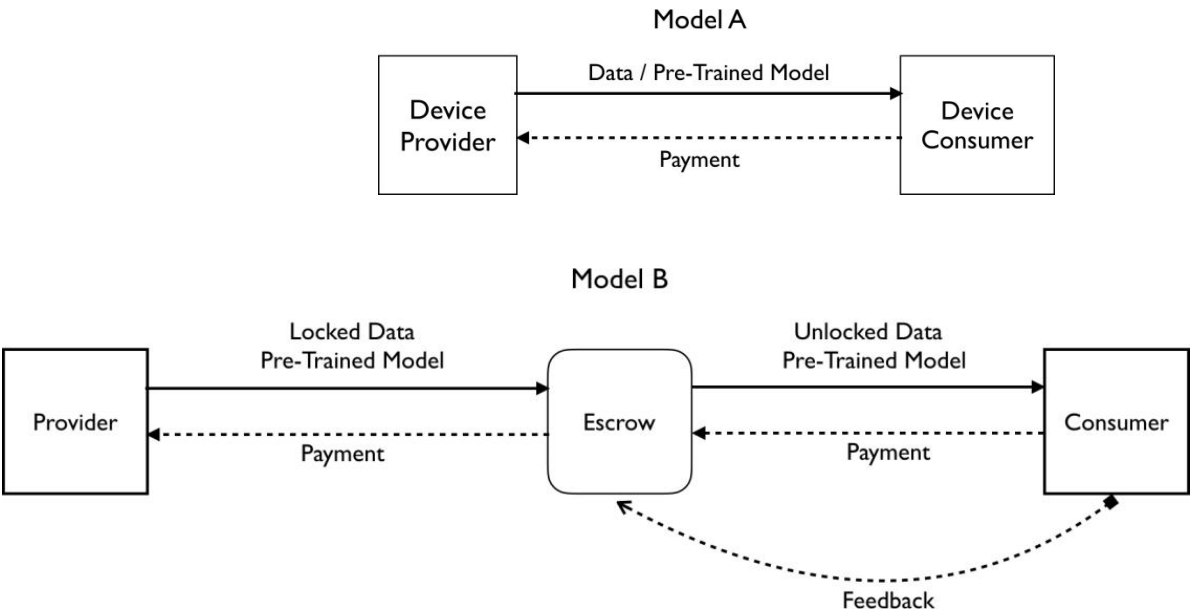 Model A
Data / Pre-Trained Model
Device
Provider
Device
Consumer
Payment
Model B
Locked Data
Pre-Trained Model
Unlocked Data
Pre-Trained Model
Provider
Escrow
Consumer
Payment
Payment
Feedback